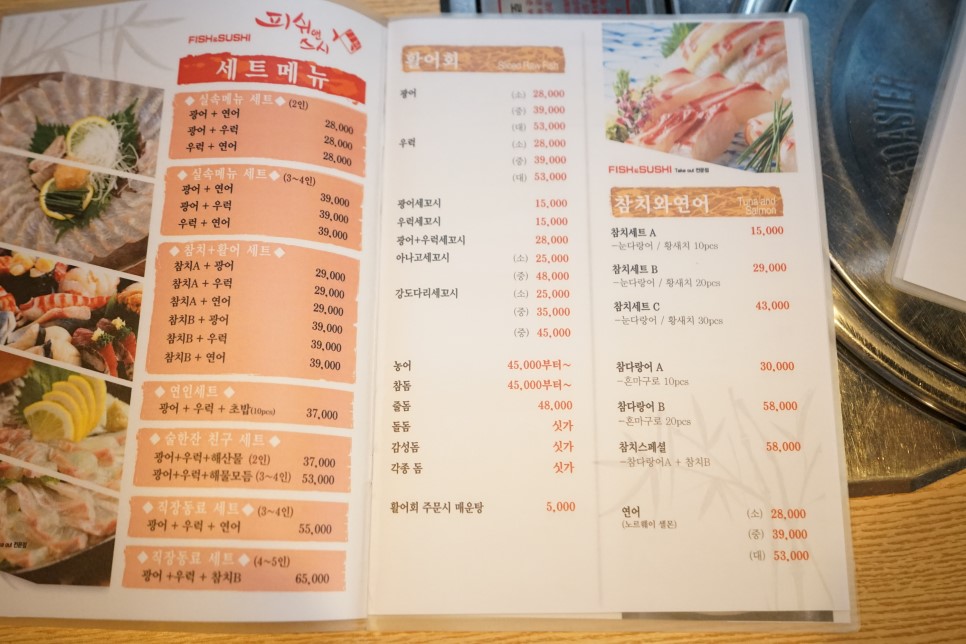 피쉬앤
스시
FISH&SUSHI
세트메뉴
◆ 실속메뉴 세트 ◆ (2인)
광어 + 연어 28,000
광어 + 우럭 28,000
우럭 + 연어 28,000
◆ 실속메뉴 세트 ◆ (3~4인)
광어 + 연어 39,000
광어 + 우럭 39,000
우럭 + 연어 39,000
◆ 참치+활어 세트 ◆
참치A + 광어 29,000
참치A + 우럭 29,000
참치A + 연어 29,000
참치B + 광어 39,000
참치B + 우럭 39,000
참치B + 연어 39,000
◆ 연인세트 ◆
광어 + 우럭 + 초밥(10pcs) 37,000
◆ 술한잔 친구 세트 ◆
광어+우럭+해산물 (2인) 37,000
광어+우럭+해물모듬 (3~4인) 53,000
◆ 직장동료 세트 ◆ (3~4인)
광어 + 우럭 + 연어 55,000
◆ 직장동료 세트 ◆ (4~5인)
광어 +우럭 + 참치B 65,000
out 전문점
활어회
Sliced Raw Fish
광어 (소) 28,000
(중) 39,000
(대) 53,000
우럭 (소) 28,000
(중) 39,000
(대) 53,000
광어세꼬시 15,000
우럭세꼬시 15,000
광어+우럭세꼬시 28,000
아나고세꼬시 (소) 25,000
(중) 48,000
강도다리세꼬시 (소) 25,000
(중) 35,000
(중) 45,000
농어 45,000부터~
참돔 45,000부터~
줄돔 48,000
돌돔 싯가
감성돔 싯가
각종 돔 싯가
활어회 주문시 매운탕 5,000
FISH&SUSHI Take out 전문점
참치와연어
Tuna and
Salmon
참치세트 A 15,000
-눈다랑어 / 황새치 10pcs
참치세트 B 29,000
-눈다랑어 / 황새치 20pcs
참치세트 C 43,000
-눈다랑어 / 황새치 30pcs
참다랑어 A 30,000
-혼마구로 10pcs
참다랑어 B 58,000
-혼마구로 20pcs
참치스페셜 58,000
-참다랑어A + 참치B
연어 (소) 28,000
(노르웨이 셀몬)
(중) 39,000
(대) 53,000
ROASTER